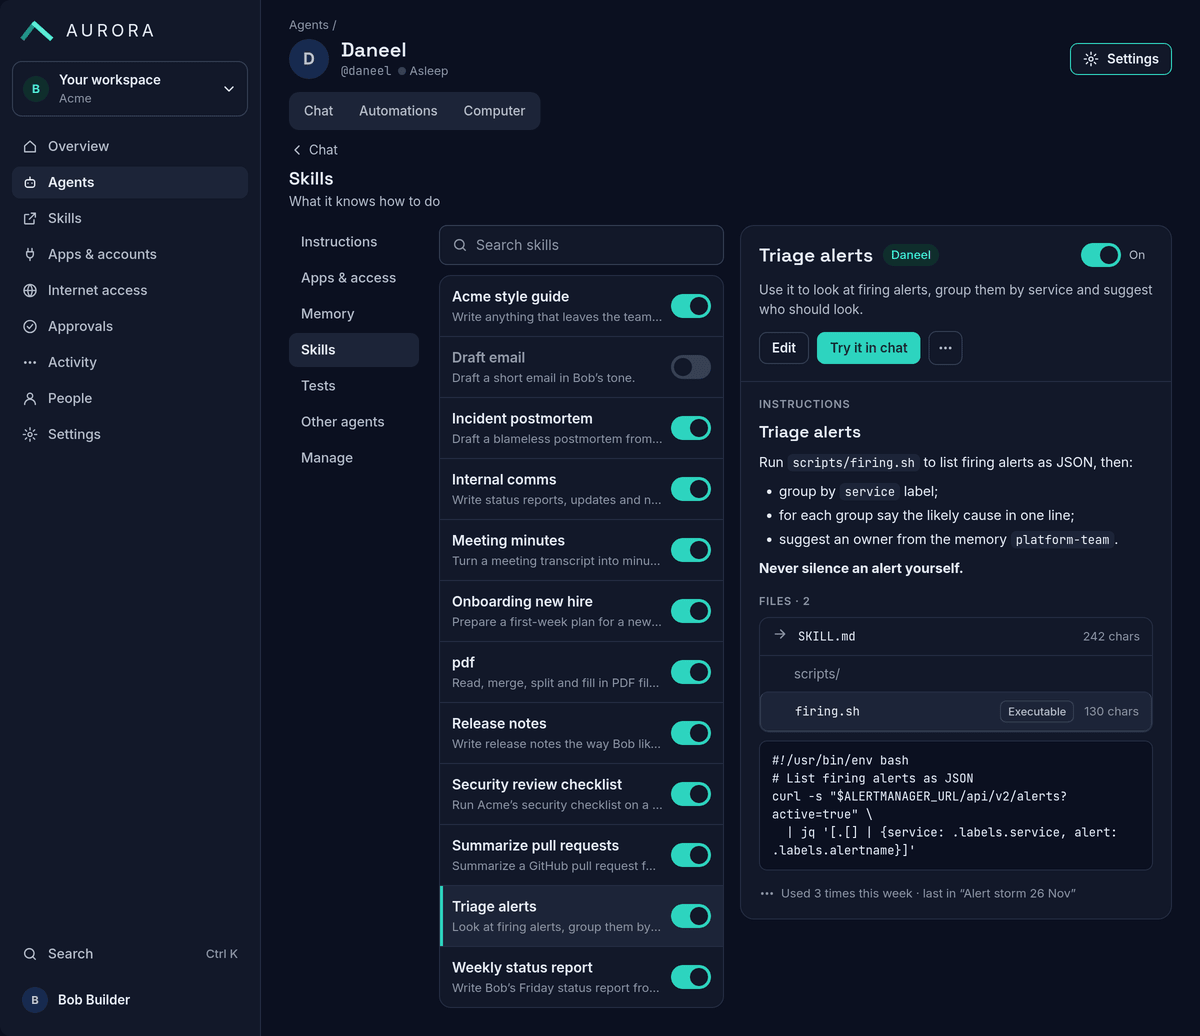 AURORA
B
Your workspace
Acme
Overview
Agents
Skills
Apps & accounts
Internet access
Approvals
Activity
People
Settings
Search
Ctrl K
B
Bob Builder
Agents /
D
Daneel
@daneel
Asleep
Settings
Chat
Automations
Computer
Chat
Skills
What it knows how to do
Instructions
Apps & access
Memory
Skills
Tests
Other agents
Manage
Search skills
Acme style guide
Write anything that leaves the team…
Draft email
Draft a short email in Bob’s tone.
Incident postmortem
Draft a blameless postmortem from…
Internal comms
Write status reports, updates and n…
Meeting minutes
Turn a meeting transcript into minu…
Onboarding new hire
Prepare a first-week plan for a new…
pdf
Read, merge, split and fill in PDF fil…
Release notes
Write release notes the way Bob lik…
Security review checklist
Run Acme’s security checklist on a …
Summarize pull requests
Summarize a GitHub pull request f…
Triage alerts
Look at firing alerts, group them by…
Weekly status report
Write Bob’s Friday status report fro…
Triage alerts
Daneel
On
Use it to look at firing alerts, group them by service and suggest
who should look.
Edit
Try it in chat
INSTRUCTIONS
Triage alerts
Run scripts/firing.sh to list firing alerts as JSON, then:
• group by service label;
• for each group say the likely cause in one line;
• suggest an owner from the memory platform-team.
Never silence an alert yourself.
FILES · 2
SKILL.md
242 chars
scripts/
firing.sh
Executable
130 chars
#!/usr/bin/env bash
# List firing alerts as JSON
curl -s "$ALERTMANAGER_URL/api/v2/alerts?
active=true" \
  | jq '[.[] | {service: .labels.service, alert:
.labels.alertname}]'
Used 3 times this week · last in “Alert storm 26 Nov”